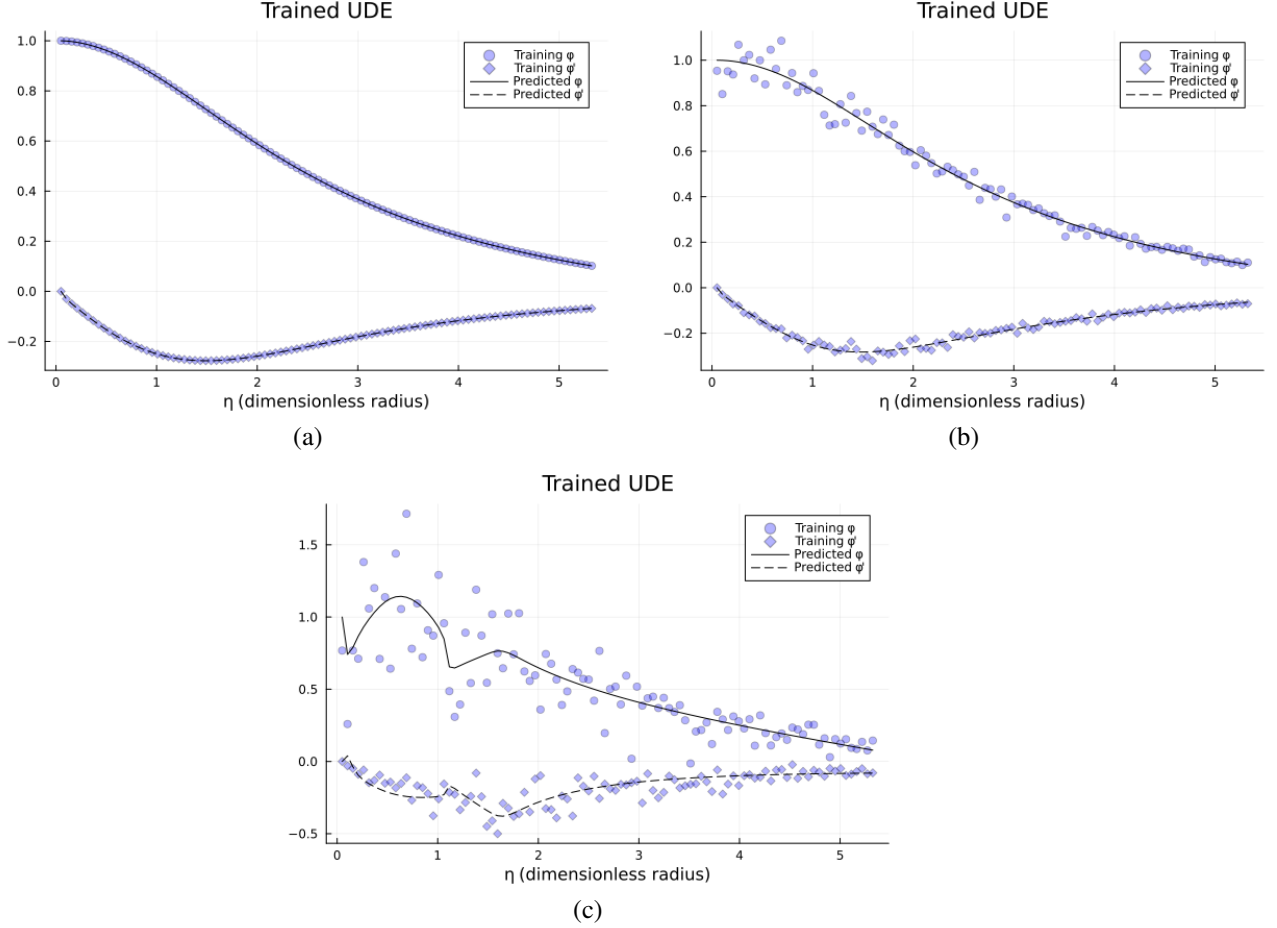 Trained UDE
1.0
0.8
0.6
0.4
0.2
0.0
−0.2
0
1
2
3
4
5
η (dimensionless radius)
Training φ
Training φ'
Predicted φ
Predicted φ'
(a)
Trained UDE
1.0
0.8
0.6
0.4
0.2
0.0
−0.2
0
1
2
3
4
5
η (dimensionless radius)
Training φ
Training φ'
Predicted φ
Predicted φ'
(b)
Trained UDE
1.5
1.0
0.5
0.0
−0.5
0
1
2
3
4
5
η (dimensionless radius)
Training φ
Training φ'
Predicted φ
Predicted φ'
(c)